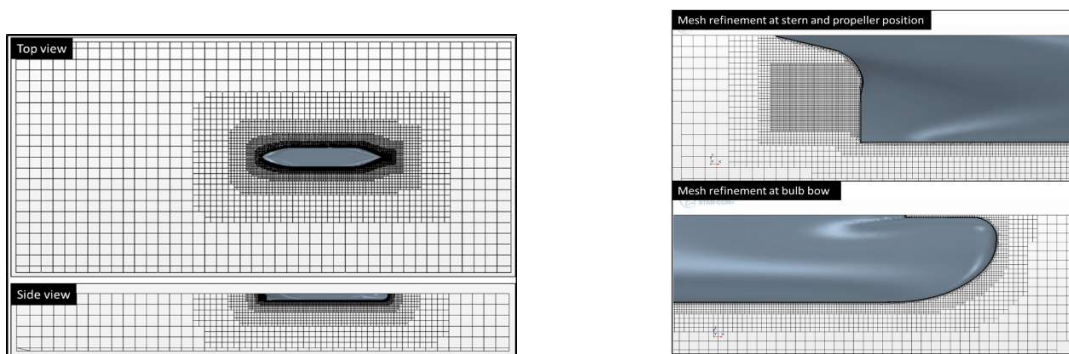 Top view
Side view
Mesh refinement at stern and propeller position
Mesh refinement at bulb bow